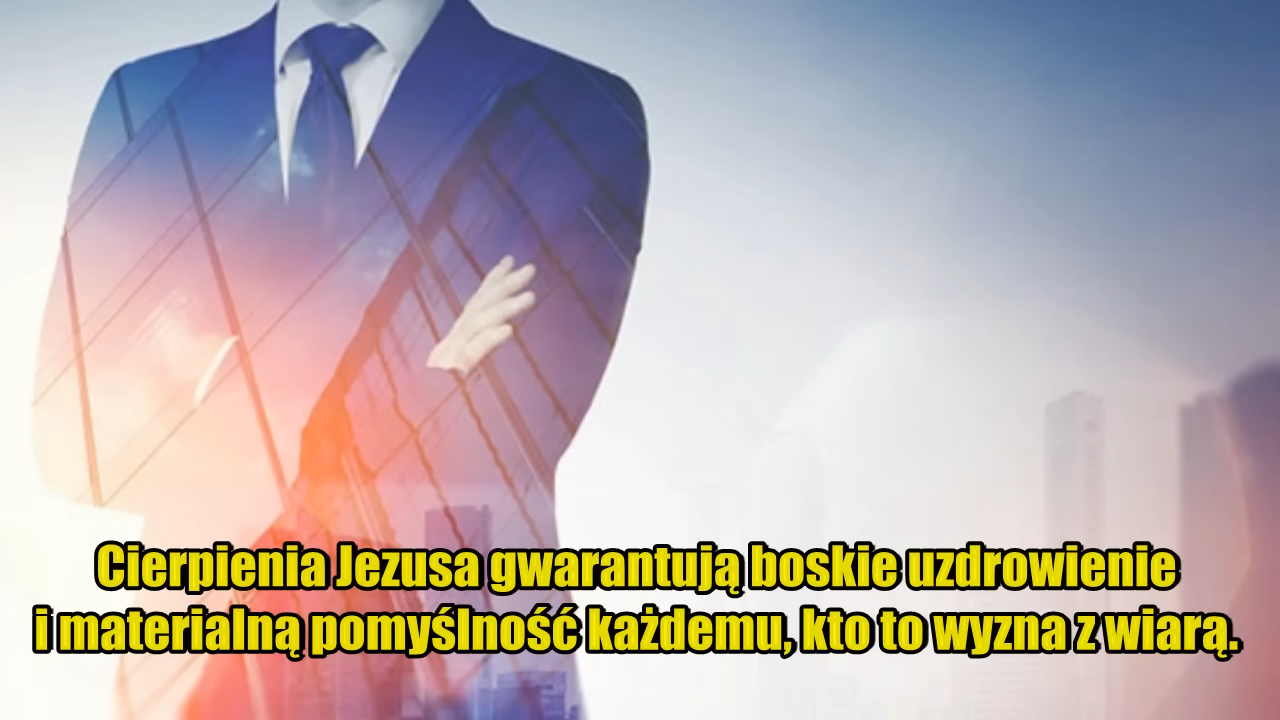 Cierpienia Jezusa gwarantują boskie uzdrowienie
i materialną pomyślność każdemu, kto to wyzna z wiarą.